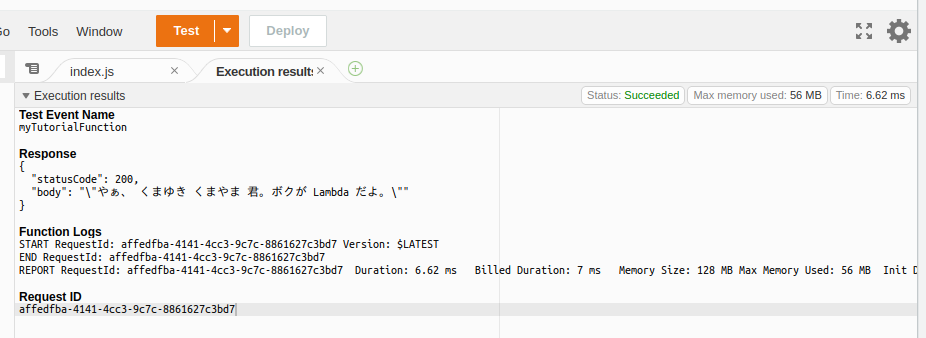 Go Tools Window Test Deploy
index.js Execution results
Execution results Status: Succeeded Max memory used: 56 MB Time: 6.62 ms
Test Event Name
myTutorialFunction
Response
{
"statusCode": 200,
"body": "\"やぁ、 くまゆき くまやま 君。ボクが Lambda だよ。\""
}
Function Logs
START RequestId: affedfba-4141-4cc3-9c7c-8861627c3bd7 Version: $LATEST
END RequestId: affedfba-4141-4cc3-9c7c-8861627c3bd7
REPORT RequestId: affedfba-4141-4cc3-9c7c-8861627c3bd7 Duration: 6.62 ms Billed Duration: 7 ms Memory Size: 128 MB Max Memory Used: 56 MB Init D
Request ID
affedfba-4141-4cc3-9c7c-8861627c3bd7